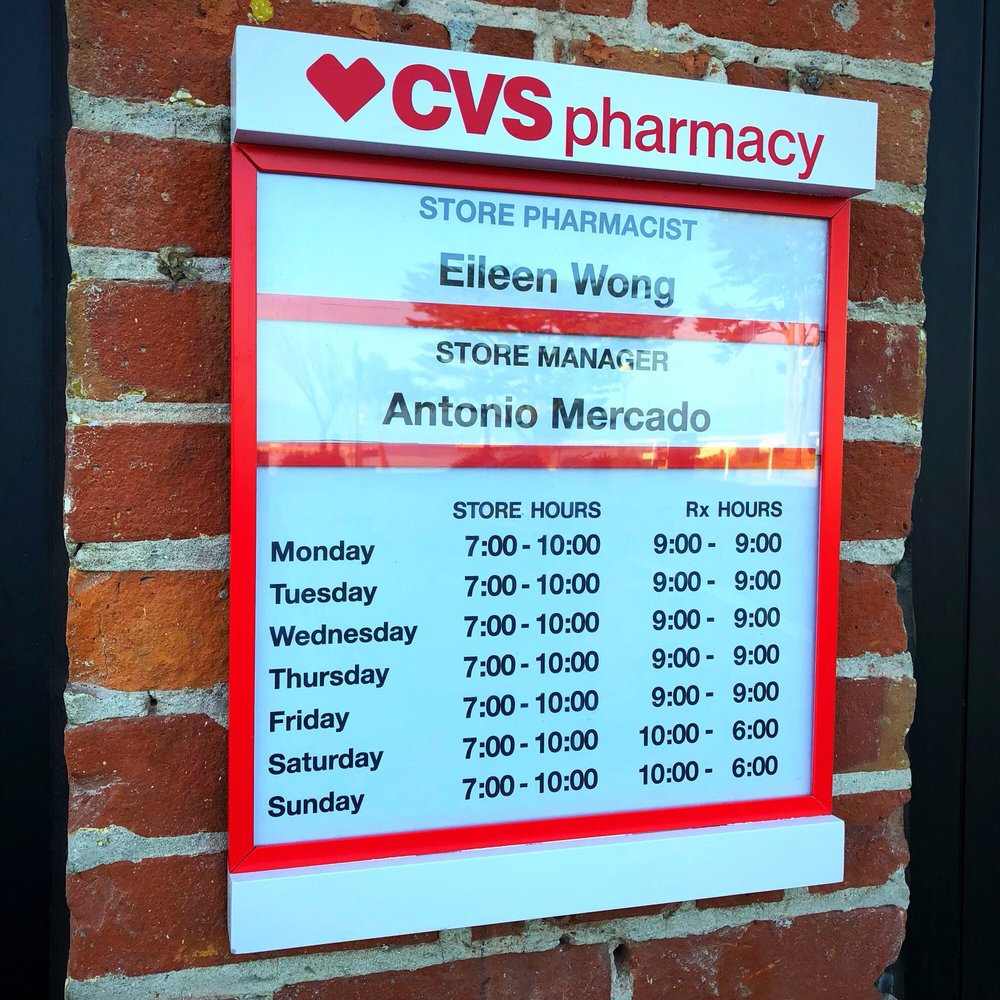 CVS pharmacy
STORE PHARMACIST
Eileen Wong
STORE MANAGER
Antonio Mercado
STORE HOURS Rx HOURS
Monday 7:00 - 10:00 9:00 - 9:00
Tuesday 7:00 - 10:00 9:00 - 9:00
Wednesday 7:00 - 10:00 9:00 - 9:00
Thursday 7:00 - 10:00 9:00 - 9:00
Friday 7:00 - 10:00 9:00 - 9:00
Saturday 7:00 - 10:00 10:00 - 6:00
Sunday 7:00 - 10:00 10:00 - 6:00